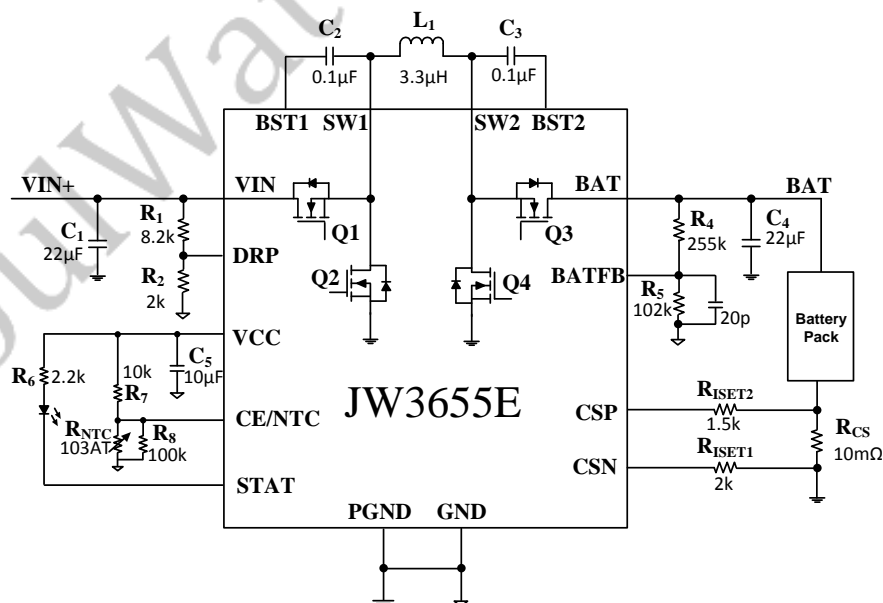 L1
C2
C3
0.1μF
3.3μH
0.1μF
BST1 SW1
SW2 BST2
VIN+
VIN
BAT
BAT
R1
8.2k
C1
22μF
Q1
Q3
R4
255k
C4
22μF
DRP
R2
2k
Q2
Q4
BATFB
R5
102k
20p
Battery
Pack
VCC
R6
2.2k
10k
R7
C5
10μF
JW3655E
RISET2
1.5k
CE/NTC
CSP
RNTC
103AT
R8
100k
RCS
10mΩ
RISET1
2k
CSN
STAT
PGND GND